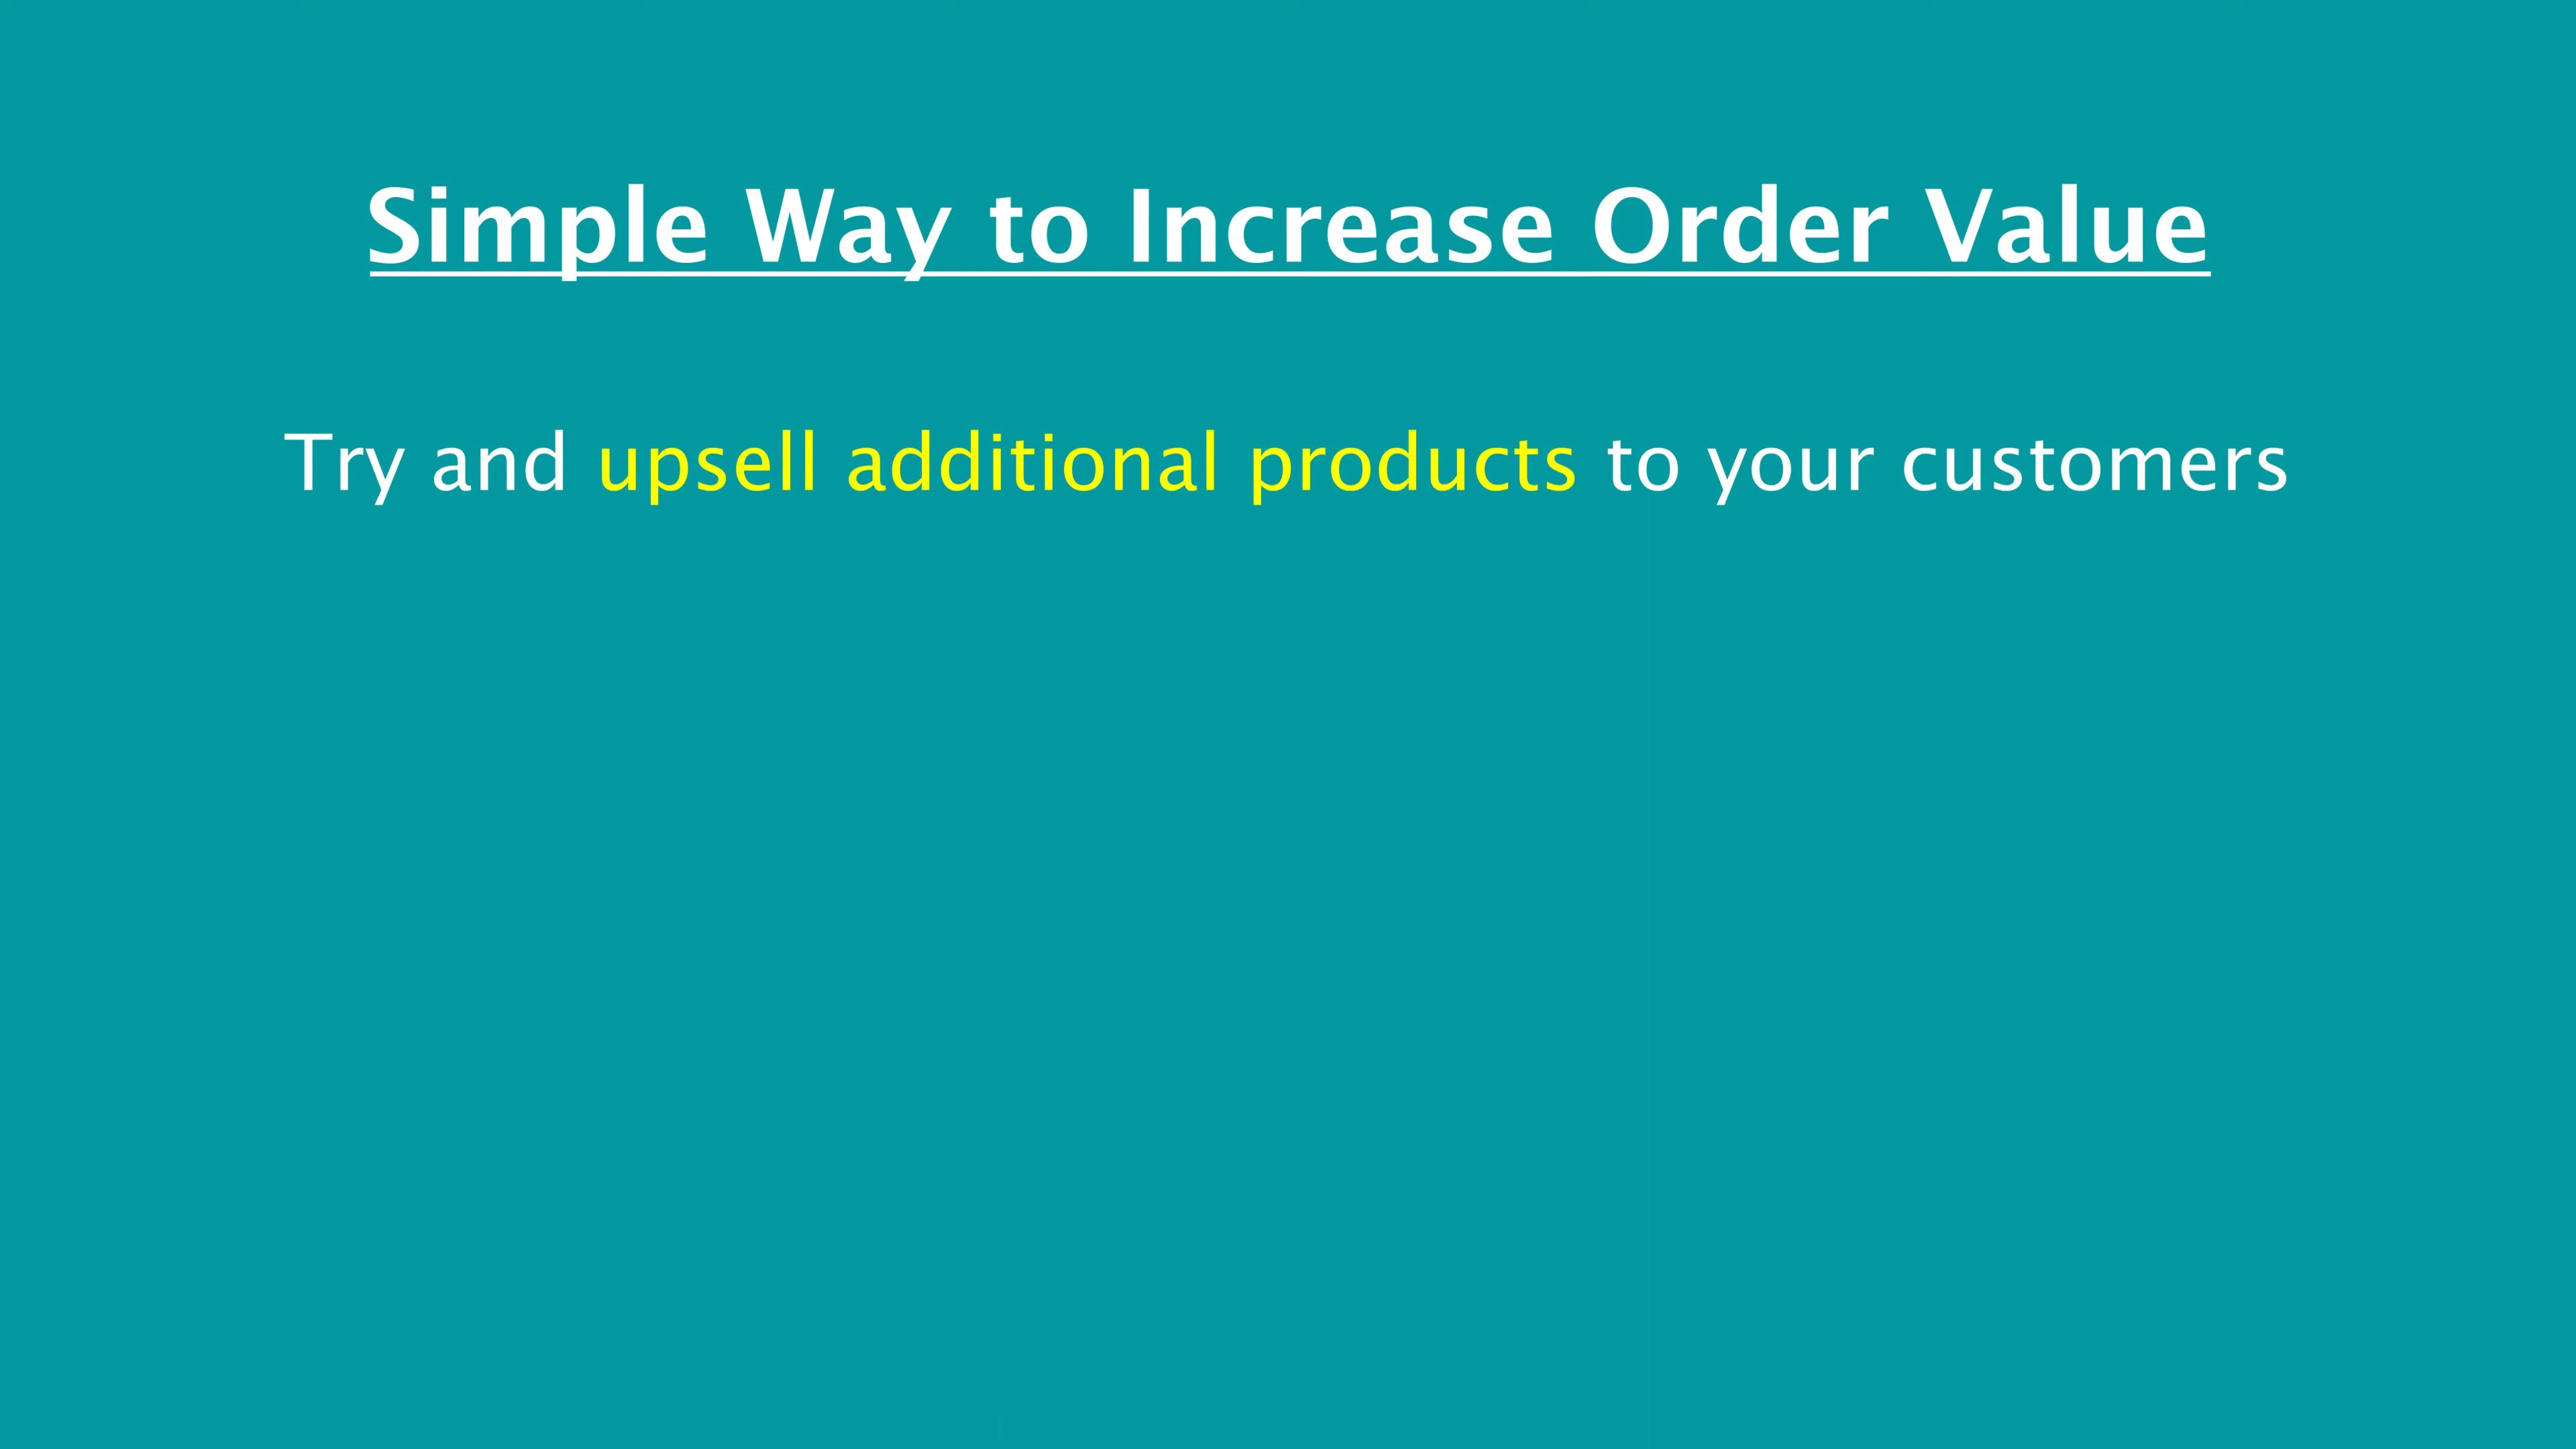 Simple Way to Increase Order Value
Try and upsell additional products to your customers